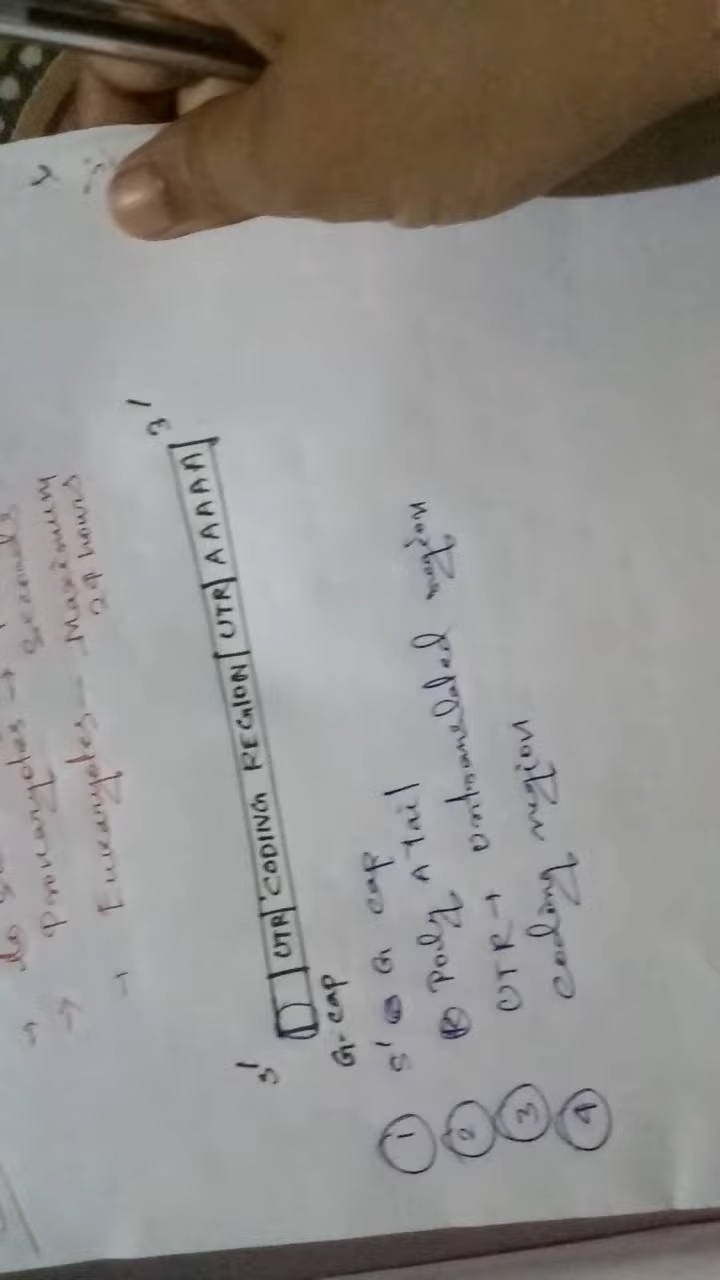 → Prokaryotes – Maximum
→ Eukaryotes – 24 hours
3'
UTR CODING REGION UTR AAAAA
5'
G-cap
① 5' G cap
② Poly A tail
③ UTR → Untranslated region
④ Coding region